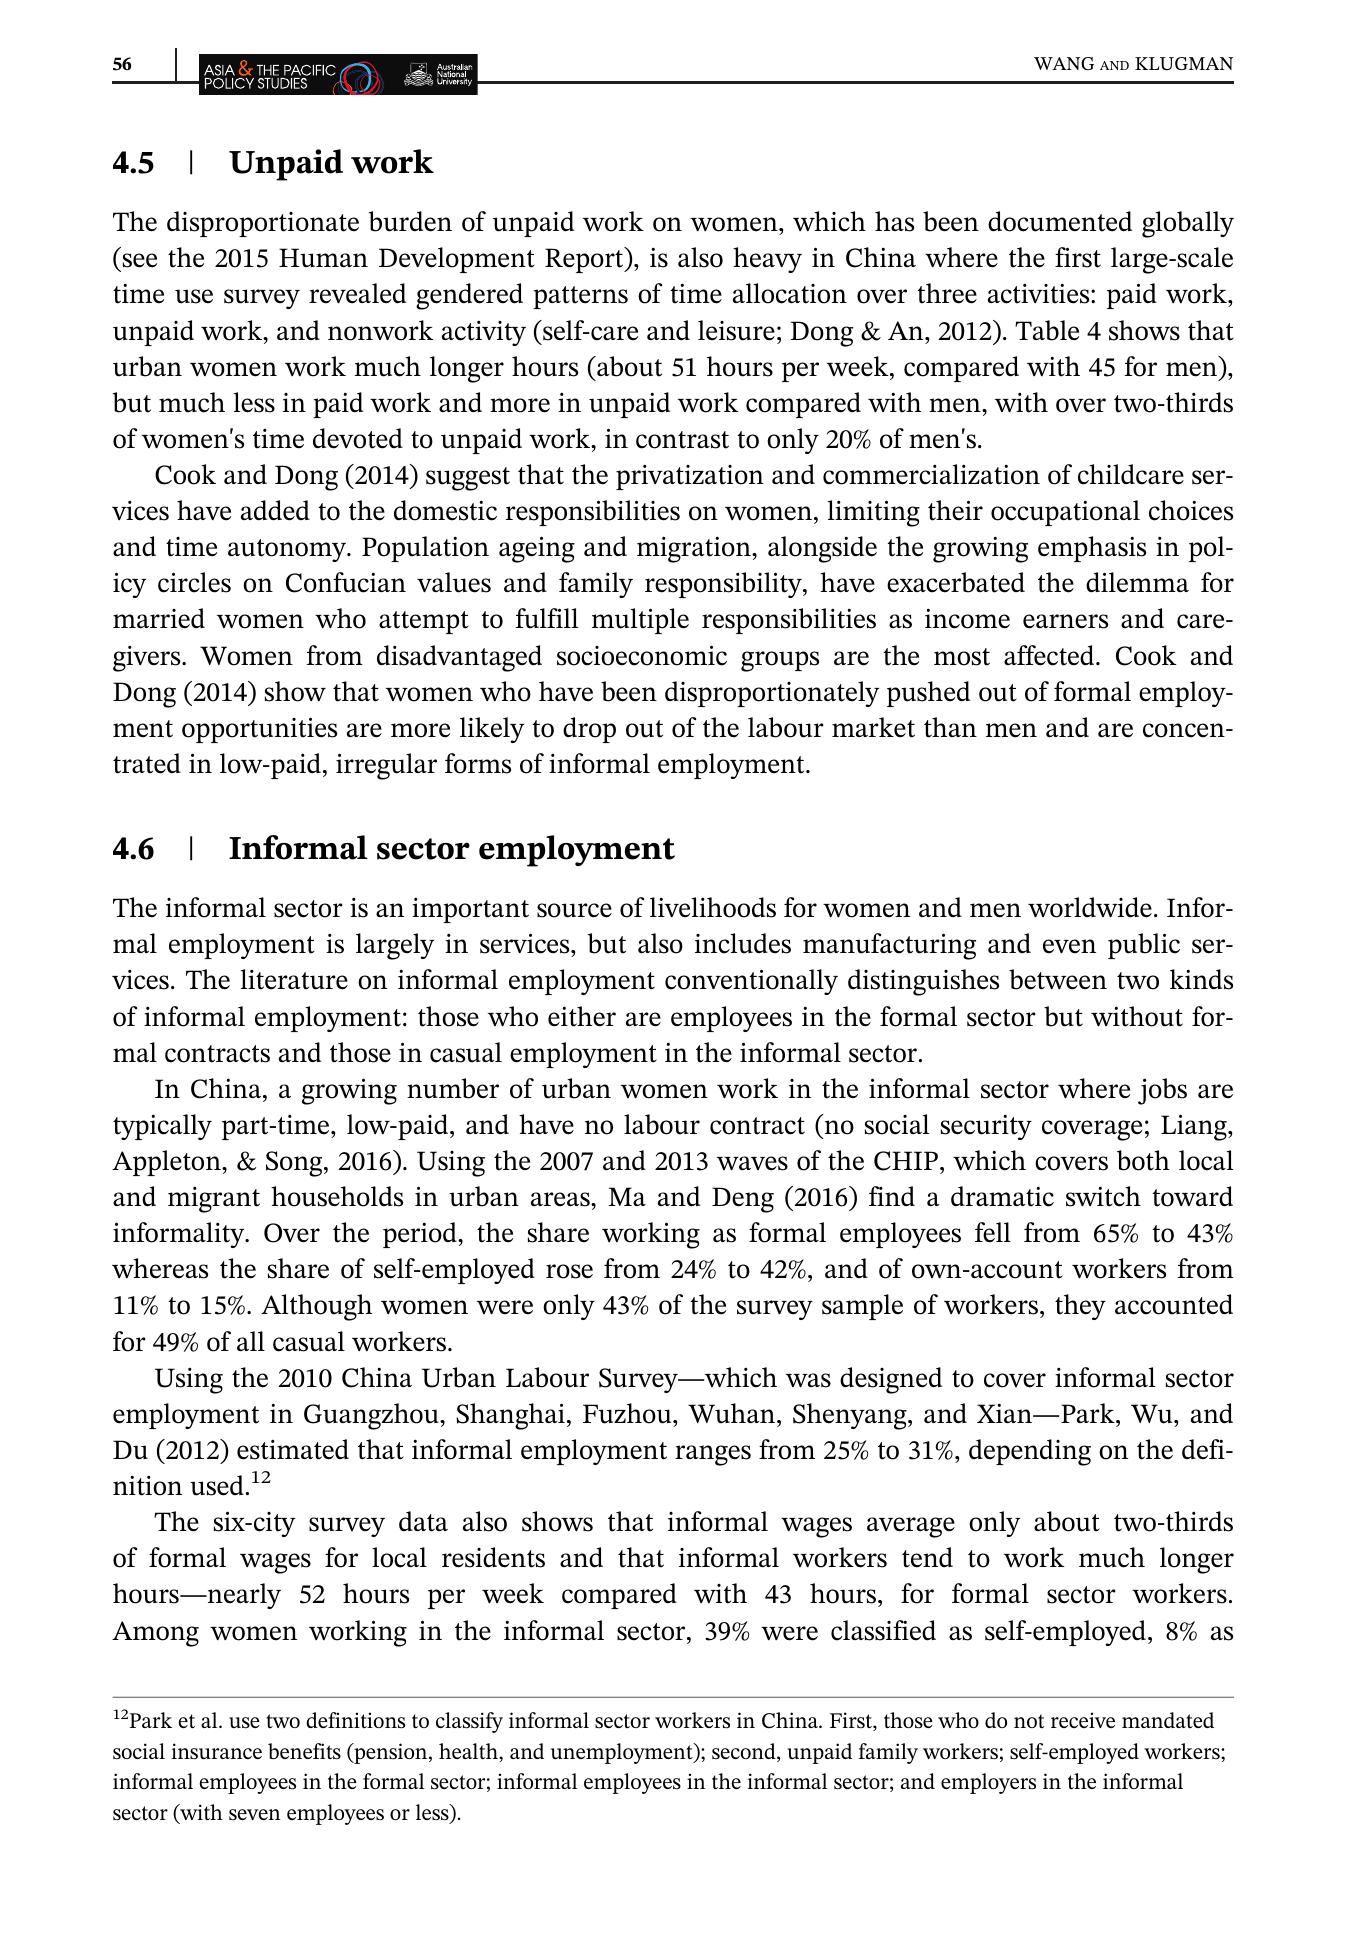 56
ASIA & THE PACIFIC
POLICY STUDIES
Australian
National
University
WANG AND KLUGMAN
4.5 | Unpaid work
The disproportionate burden of unpaid work on women, which has been documented globally
(see the 2015 Human Development Report), is also heavy in China where the first large-scale
time use survey revealed gendered patterns of time allocation over three activities: paid work,
unpaid work, and nonwork activity (self-care and leisure; Dong & An, 2012). Table 4 shows that
urban women work much longer hours (about 51 hours per week, compared with 45 for men),
but much less in paid work and more in unpaid work compared with men, with over two-thirds
of women's time devoted to unpaid work, in contrast to only 20% of men's.
Cook and Dong (2014) suggest that the privatization and commercialization of childcare ser-
vices have added to the domestic responsibilities on women, limiting their occupational choices
and time autonomy. Population ageing and migration, alongside the growing emphasis in pol-
icy circles on Confucian values and family responsibility, have exacerbated the dilemma for
married women who attempt to fulfill multiple responsibilities as income earners and care-
givers. Women from disadvantaged socioeconomic groups are the most affected. Cook and
Dong (2014) show that women who have been disproportionately pushed out of formal employ-
ment opportunities are more likely to drop out of the labour market than men and are concen-
trated in low-paid, irregular forms of informal employment.
4.6 | Informal sector employment
The informal sector is an important source of livelihoods for women and men worldwide. Infor-
mal employment is largely in services, but also includes manufacturing and even public ser-
vices. The literature on informal employment conventionally distinguishes between two kinds
of informal employment: those who either are employees in the formal sector but without for-
mal contracts and those in casual employment in the informal sector.
In China, a growing number of urban women work in the informal sector where jobs are
typically part-time, low-paid, and have no labour contract (no social security coverage; Liang,
Appleton, & Song, 2016). Using the 2007 and 2013 waves of the CHIP, which covers both local
and migrant households in urban areas, Ma and Deng (2016) find a dramatic switch toward
informality. Over the period, the share working as formal employees fell from 65% to 43%
whereas the share of self-employed rose from 24% to 42%, and of own-account workers from
11% to 15%. Although women were only 43% of the survey sample of workers, they accounted
for 49% of all casual workers.
Using the 2010 China Urban Labour Survey—which was designed to cover informal sector
employment in Guangzhou, Shanghai, Fuzhou, Wuhan, Shenyang, and Xian—Park, Wu, and
Du (2012) estimated that informal employment ranges from 25% to 31%, depending on the defi-
nition used.12
The six-city survey data also shows that informal wages average only about two-thirds
of formal wages for local residents and that informal workers tend to work much longer
hours—nearly 52 hours per week compared with 43 hours, for formal sector workers.
Among women working in the informal sector, 39% were classified as self-employed, 8% as
12Park et al. use two definitions to classify informal sector workers in China. First, those who do not receive mandated
social insurance benefits (pension, health, and unemployment); second, unpaid family workers; self-employed workers;
informal employees in the formal sector; informal employees in the informal sector; and employers in the informal
sector (with seven employees or less).